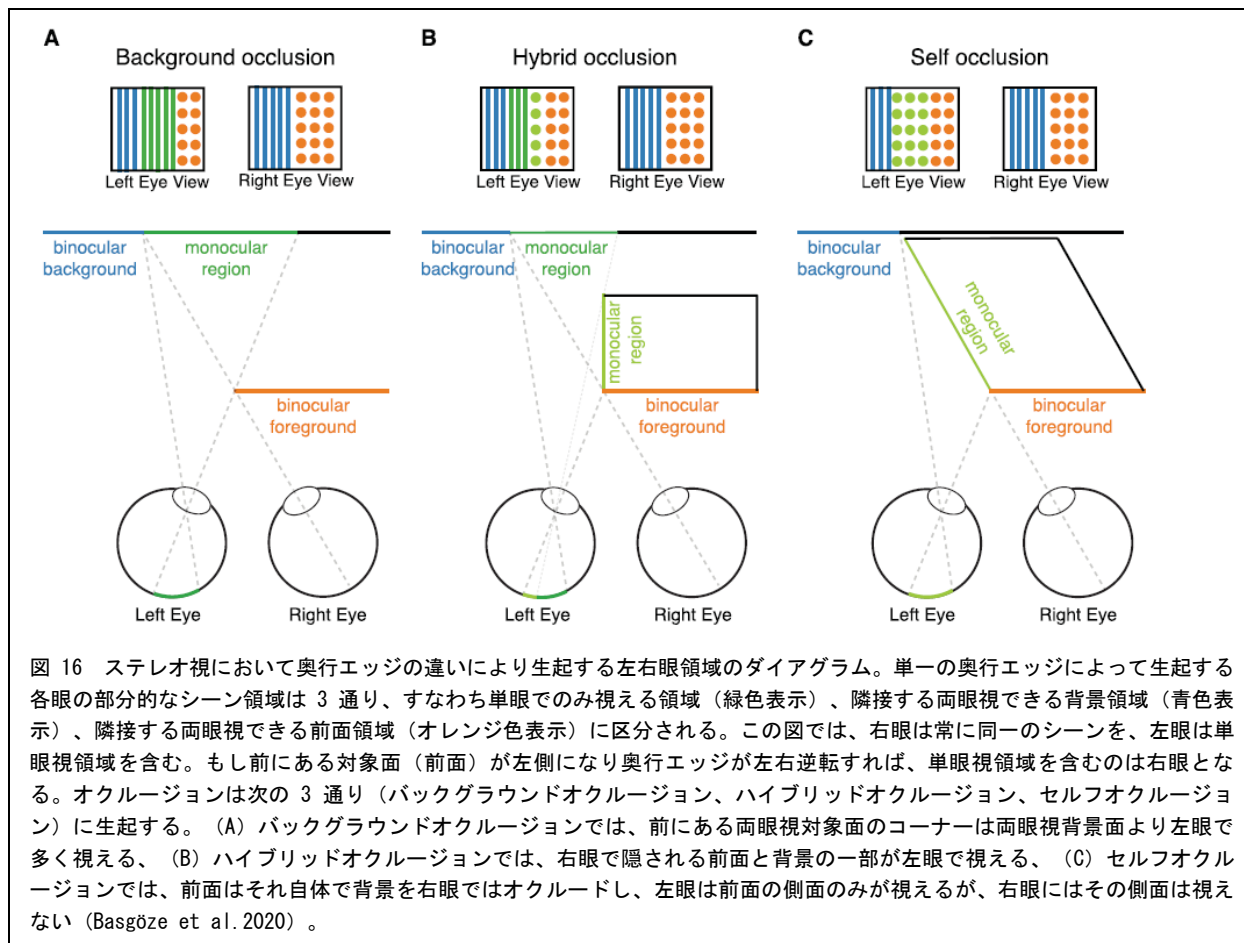 A
B
C
Background occlusion
Hybrid occlusion
Self occlusion
Left Eye View
Right Eye View
Left Eye View
Right Eye View
Left Eye View
Right Eye View
binocular
background
monocular
region
binocular
background
monocular
region
binocular
background
monocular
region
monocular
region
binocular
foreground
binocular
foreground
binocular
foreground
Left Eye
Right Eye
Left Eye
Right Eye
Left Eye
Right Eye
図 16 ステレオ視において奥行エッジの違いにより生起する左右眼領域のダイアグラム。単一の奥行エッジによって生起する
各眼の部分的なシーン領域は 3 通り、すなわち単眼でのみ視える領域（緑色表示）、隣接する両眼視できる背景領域（青色表
示）、隣接する両眼視できる前面領域（オレンジ色表示）に区分される。この図では、右眼は常に同一のシーンを、左眼は単
眼視領域を含む。もし前にある対象面（前面）が左側になり奥行エッジが左右逆転すれば、単眼視領域を含むのは右眼とな
る。オクルージョンは次の 3 通り（バックグラウンドオクルージョン、ハイブリッドオクルージョン、セルフオクルージョ
ン）に生起する。（A）バックグラウンドオクルージョンでは、前にある両眼視対象面のコーナーは両眼視背景面より左眼で
多く視える、（B）ハイブリッドオクルージョンでは、右眼で隠される前面と背景の一部が左眼で視える、（C）セルフオクル
ージョンでは、前面はそれ自体で背景を右眼ではオクルードし、左眼は前面の側面のみが視えるが、右眼にはその側面は視え
ない（Basgöze et al.2020）。